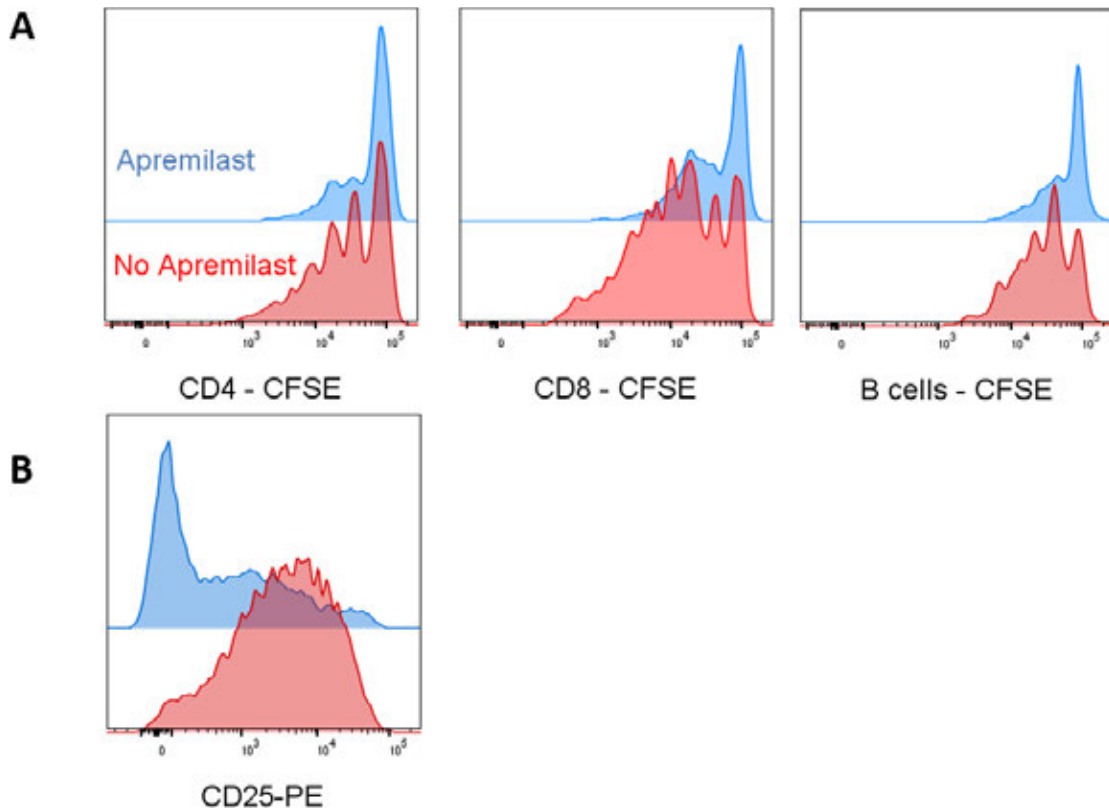 A
Apremilast
No Apremilast
0 10³ 10⁴ 10⁵
0 10³ 10⁴ 10⁵
0 10³ 10⁴ 10⁵
CD4 - CFSE
CD8 - CFSE
B cells - CFSE
B
0 10³ 10⁴ 10⁵
CD25-PE